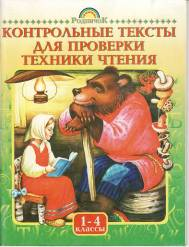 Родничок
КОНТРОЛЬНЫЕ ТЕКСТЫ
ДЛЯ ПРОВЕРКИ
ТЕХНИКИ ЧТЕНИЯ
1-4
КЛАССЫ